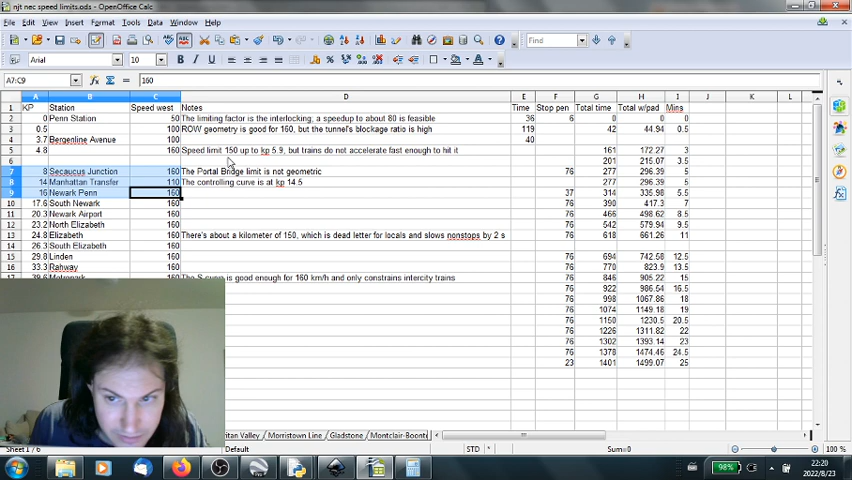 njt nec speed limits.ods - OpenOffice Calc
File Edit View Insert Format Tools Data Window Help
Find
Arial 10
A7:C9 160
A B C D E F G H I J K L
1 KP Station Speed west Notes Time Stop pen Total time Total w/pad Mins
2 0 Penn Station 50 The limiting factor is the interlocking; a speedup to about 80 is feasible 36 6 0 0 0
3 0.5 100 ROW geometry is good for 160, but the tunnel's blockage ratio is high 119 42 44.94 0.5
4 3.7 Bergenline Avenue 100 40
5 4.8 160 Speed limit 150 up to kp 5.9, but trains do not accelerate fast enough to hit it 161 172.27 3
6 201 215.07 3.5
7 8 Secaucus Junction 160 The Portal Bridge limit is not geometric 76 277 296.39 5
8 14 Manhattan Transfer 110 The controlling curve is at kp 14.5 277 296.39 5
9 16 Newark Penn 160 37 314 335.98 5.5
10 17.6 South Newark 160 76 390 417.3 7
11 20.3 Newark Airport 160 76 466 498.62 8.5
12 23.2 North Elizabeth 160 76 542 579.94 9.5
13 24.8 Elizabeth 160 There's about a kilometer of 150, which is dead letter for locals and slows nonstops by 2 s 76 618 661.26 11
14 26.3 South Elizabeth 160
15 29.8 Linden 160 76 694 742.58 12.5
16 33.3 Rahway 160 76 770 823.9 13.5
17 39.6 Metropark 160 The S-curve is good enough for 160 km/h and only constrains intercity trains 76 846 905.22 15
76 922 986.54 16.5
76 998 1067.86 18
76 1074 1149.18 19
76 1150 1230.5 20.5
76 1226 1311.82 22
76 1302 1393.14 23
76 1378 1474.46 24.5
23 1401 1499.07 25
ritan Valley Morristown Line Gladstone Montclair-Boont
Sheet 1 / 6 Default STD * Sum=0 100 %
98% 22:20
2022/8/23